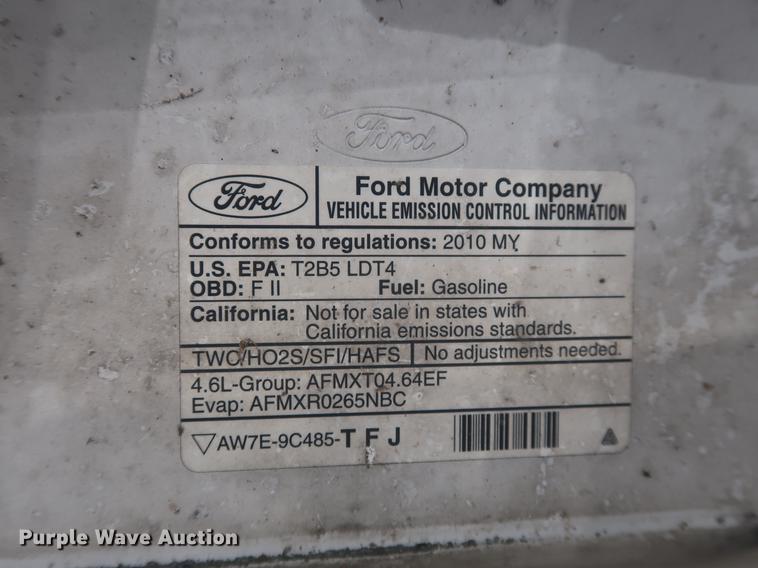 Ford
Ford
Ford Motor Company
VEHICLE EMISSION CONTROL INFORMATION
Conforms to regulations: 2010 MY
U.S. EPA: T2B5 LDT4
OBD: F II Fuel: Gasoline
California: Not for sale in states with
California emissions standards.
TWC/HO2S/SFI/HAFS No adjustments needed.
4.6L-Group: AFMXT04.64EF
Evap: AFMXR0265NBC
AW7E-9C485-TFJ
Purple Wave Auction